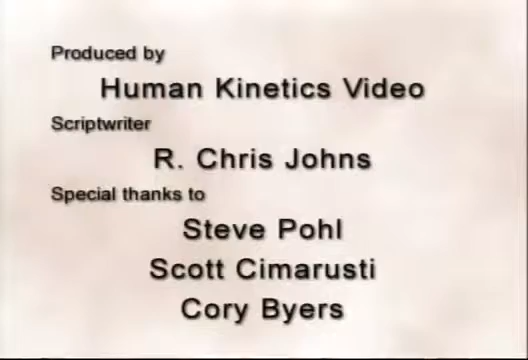 Produced by
Human Kinetics Video
Scriptwriter
R. Chris Johns
Special thanks to
Steve Pohl
Scott Cimarusti
Cory Byers